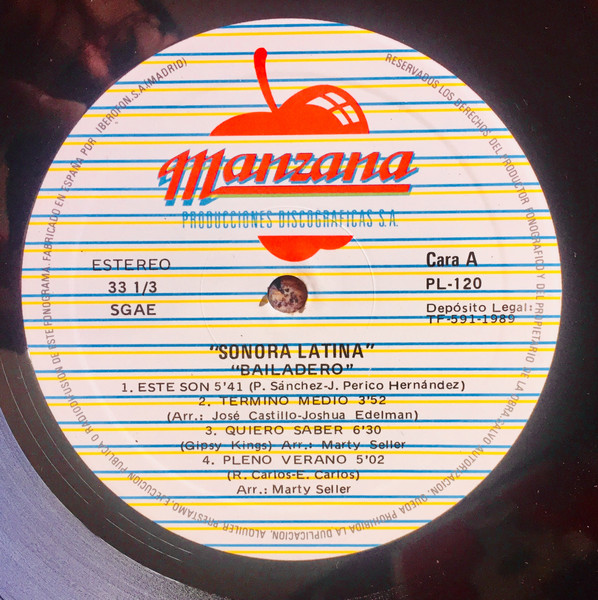 Manzana
PRODUCCIONES DISCOGRAFICAS S.A.
ESTEREO
33 1/3
SGAE
Cara A
PL-120
Depósito Legal:
TF-591-1989
"SONORA LATINA"
"BAILADERO"
1. ESTE SON 5'41 (P. Sánchez-J. Perico Hernández)
2. TERMINO MEDIO 3'52
(Arr.: José Castillo-Joshua Edelman)
3. QUIERO SABER 6'30
(Gipsy Kings) Arr.: Marty Seller
4. PLENO VERANO 5'02
(R. Carlos-E. Carlos)
Arr.: Marty Seller
RESERVADOS LOS DERECHOS DEL PRODUCTOR FONOGRAFICO Y DEL PROPIETARIO DE LA OBRA. SALVO AUTORIZACION, QUEDA PROHIBIDA LA DUPLICACION, ALQUILER, PRESTAMO, EJECUCION PUBLICA O RADIODIFUSION DE ESTE FONOGRAMA. FABRICADO EN ESPAÑA POR IBEROFON, S.A. (MADRID)